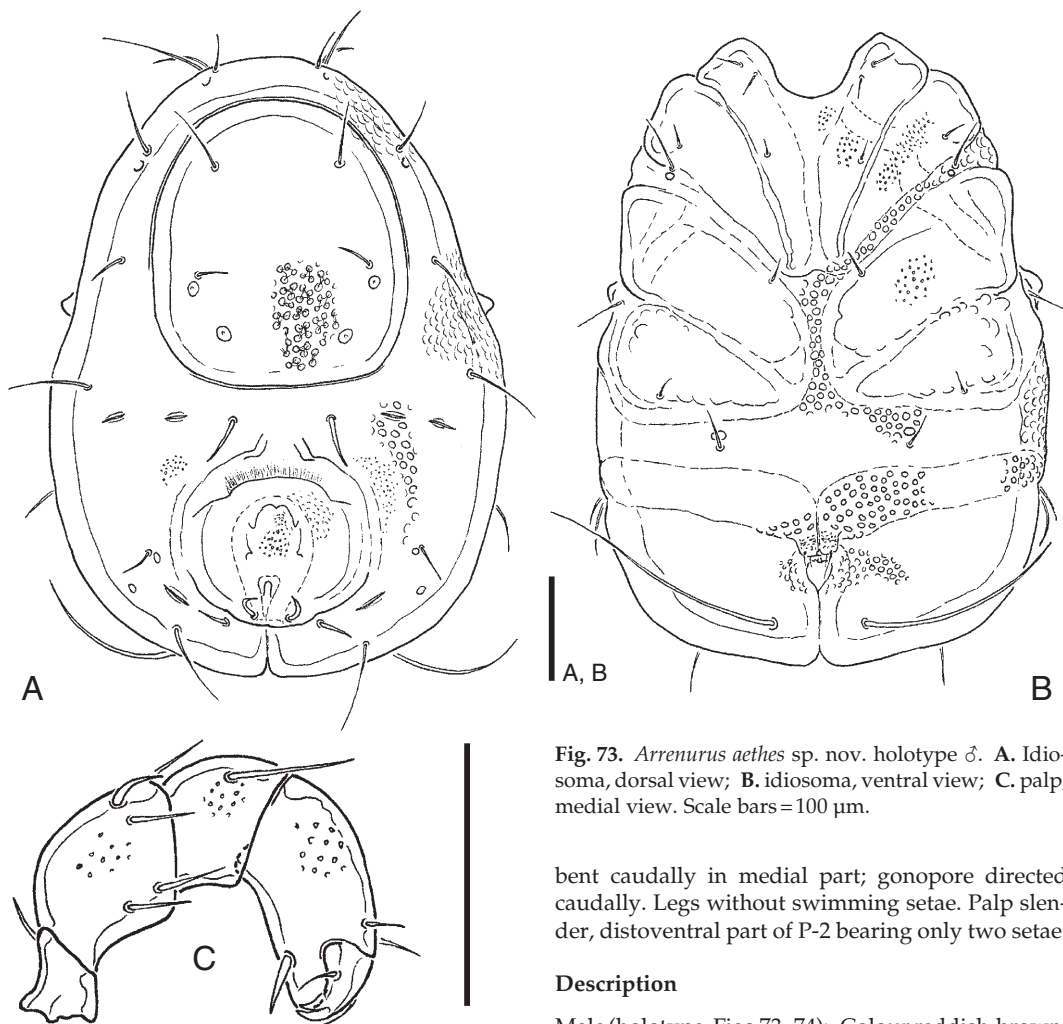 A
A, B
B
C
Fig. 73. Arrenurus aethes sp. nov. holotype ♂. A. Idio-
soma, dorsal view; B. idiosoma, ventral view; C. palp,
medial view. Scale bars = 100 µm.
bent caudally in medial part; gonopore directed
caudally. Legs without swimming setae. Palp slen-
der, distoventral part of P-2 bearing only two setae
Description